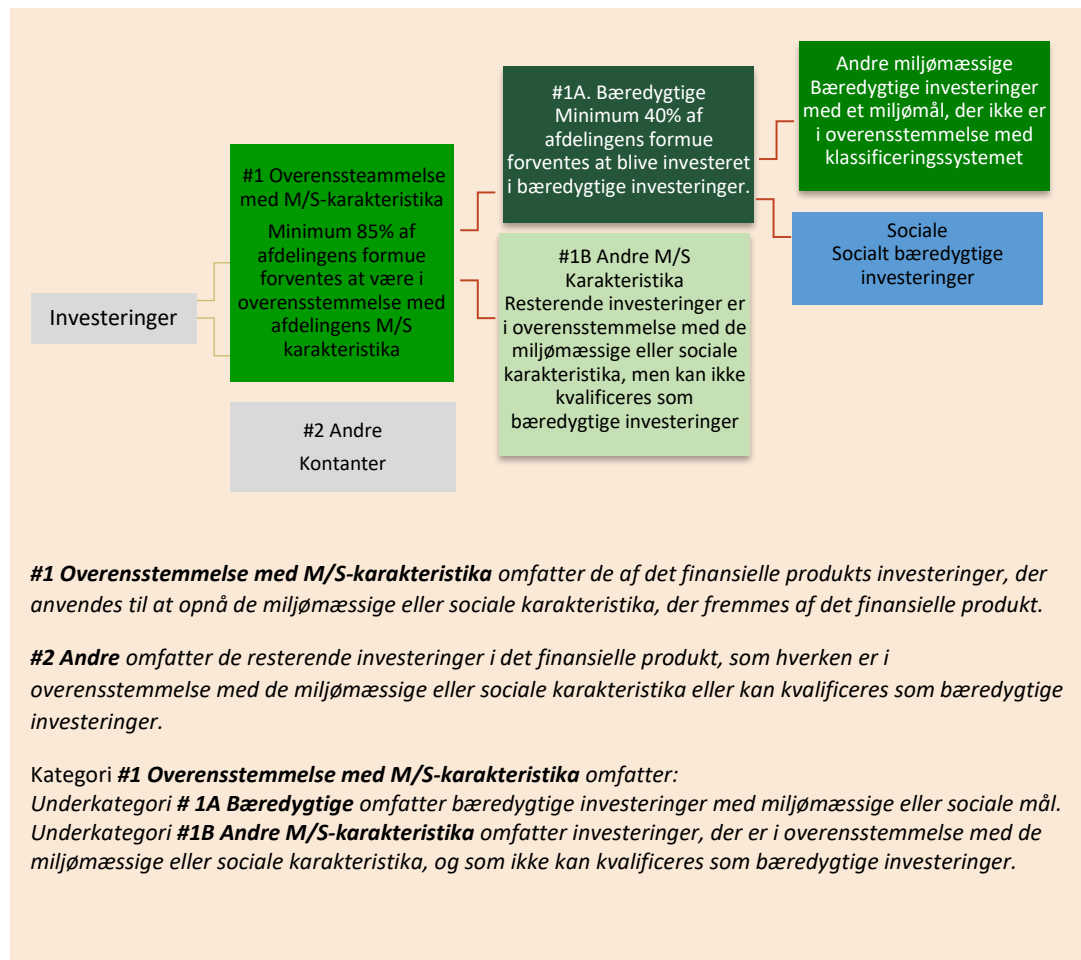 Investeringer
#1 Overenssteammelse
med M/S-karakteristika
Minimum 85% af
afdelingens formue
forventes at være i
overensstemmelse med
afdelingens M/S
karakteristika
#2 Andre
Kontanter
#1A. Bæredygtige
Minimum 40% af
afdelingens formue
forventes at blive investeret
i bæredygtige investeringer.
#1B Andre M/S
Karakteristika
Resterende investeringer er
i overensstemmelse med de
miljømæssige eller sociale
karakteristika, men kan ikke
kvalificeres som
bæredygtige investeringer
Andre miljømæssige
Bæredygtige investeringer
med et miljømål, der ikke er
i overensstemmelse med
klassificeringssystemet
Sociale
Socialt bæredygtige
investeringer
#1 Overensstemmelse med M/S-karakteristika omfatter de af det finansielle produkts investeringer, der
anvendes til at opnå de miljømæssige eller sociale karakteristika, der fremmes af det finansielle produkt.
#2 Andre omfatter de resterende investeringer i det finansielle produkt, som hverken er i
overensstemmelse med de miljømæssige eller sociale karakteristika eller kan kvalificeres som bæredygtige
investeringer.
Kategori #1 Overensstemmelse med M/S-karakteristika omfatter:
Underkategori # 1A Bæredygtige omfatter bæredygtige investeringer med miljømæssige eller sociale mål.
Underkategori #1B Andre M/S-karakteristika omfatter investeringer, der er i overensstemmelse med de
miljømæssige eller sociale karakteristika, og som ikke kan kvalificeres som bæredygtige investeringer.